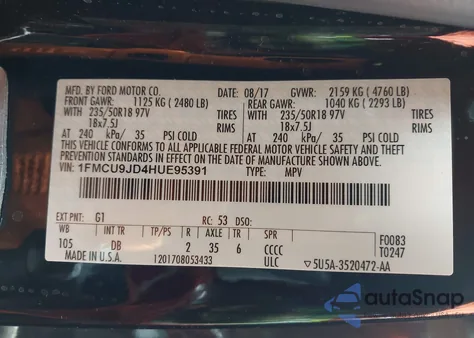 MFD. BY FORD MOTOR CO. 08/17 GVWR: 2159 KG (4760 LB)
FRONT GAWR: 1125 KG (2480 LB) REAR GAWR: 1040 KG (2293 LB)
WITH 235/50R18 97V TIRES WITH 235/50R18 97V TIRES
18x7.5J RIMS 18x7.5J RIMS
AT 240 kPa/ 35 PSI COLD AT 240 kPa/ 35 PSI COLD
THIS VEHICLE CONFORMS TO ALL APPLICABLE FEDERAL MOTOR VEHICLE SAFETY AND THEFT PREVENTION STANDARDS IN EFFECT ON THE DATE OF MANUFACTURE SHOWN ABOVE.
1FMCU9JD4HUE95391 TYPE: MPV
EXT PNT: G1 RC: 53 DSO:
WB INT TR TP/PS R AXLE TR SPR F0083
105 DB 2 35 6 CCCC T0247
MADE IN U.S.A. 1201708053433 ULC 5U5A-3520472-AA
autoSnap